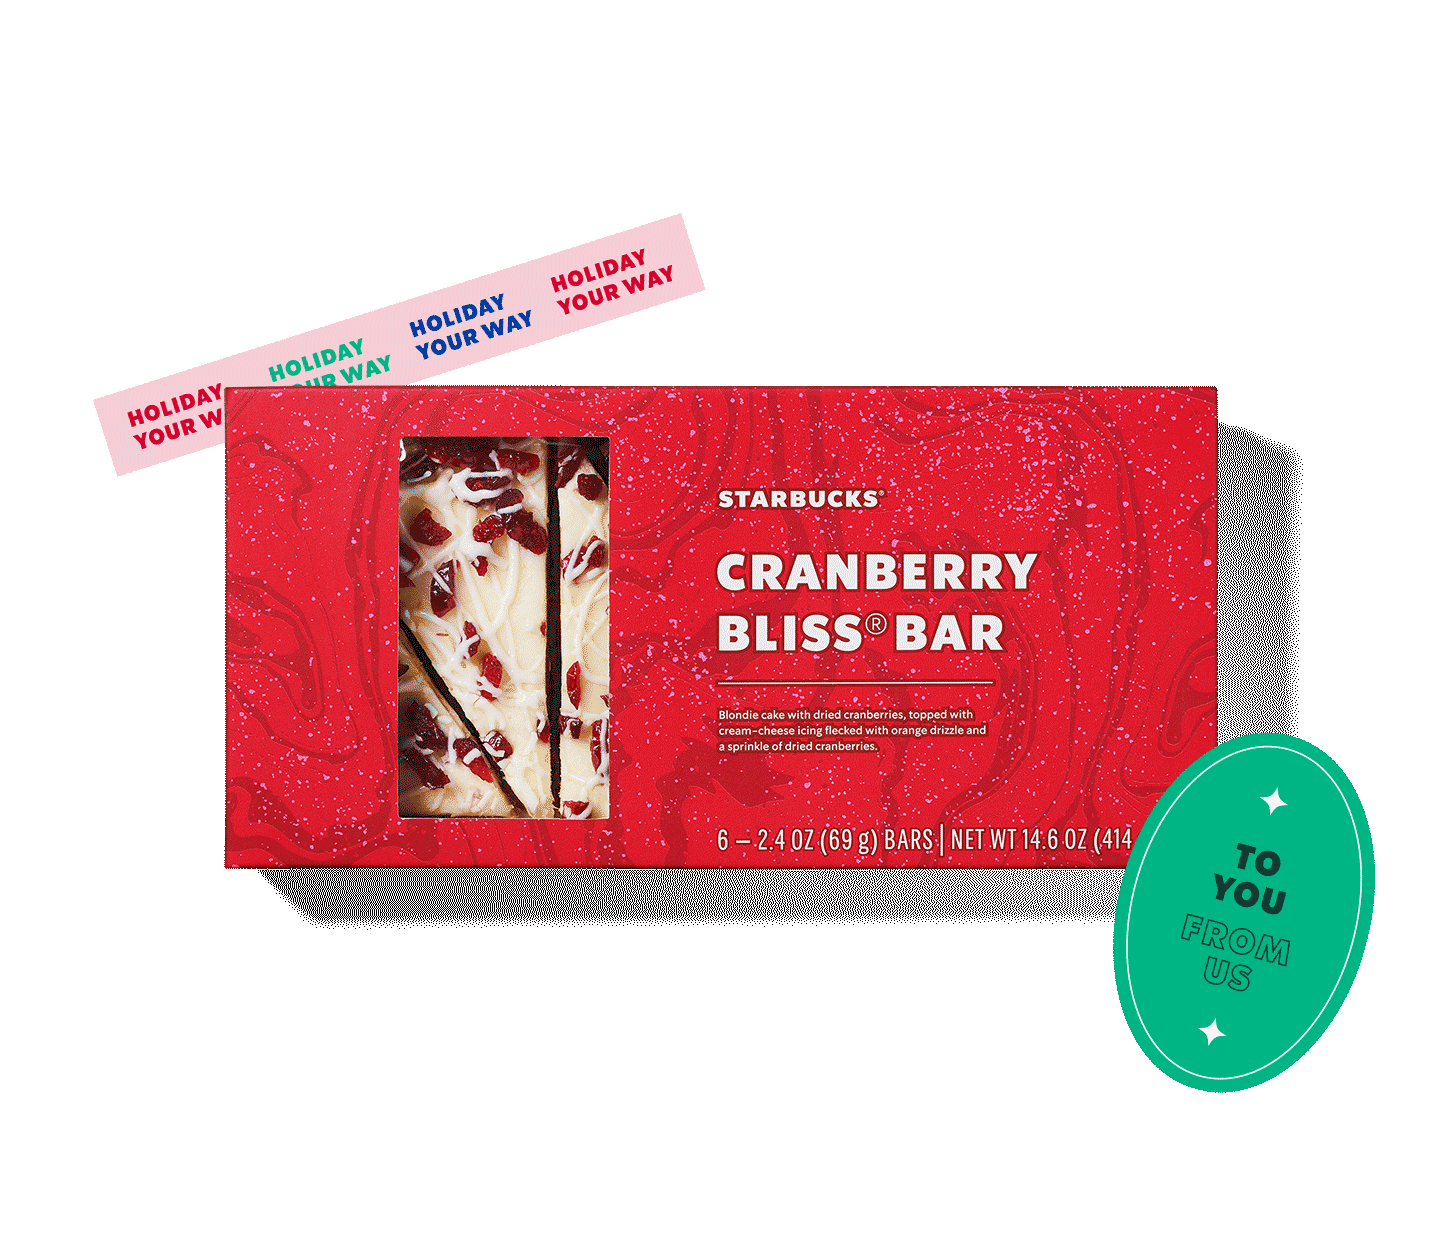 HOLIDAY
YOUR WAY
HOLIDAY
YOUR WAY
HOLIDAY
YOUR WAY
HOLIDAY
YOUR W
STARBUCKS®
CRANBERRY
BLISS® BAR
Blondie cake with dried cranberries, topped with
cream-cheese icing flecked with orange drizzle and
a sprinkle of dried cranberries.
6 — 2.4 OZ (69 g) BARS | NET WT 14.6 OZ (414
TO
YOU
FROM
US